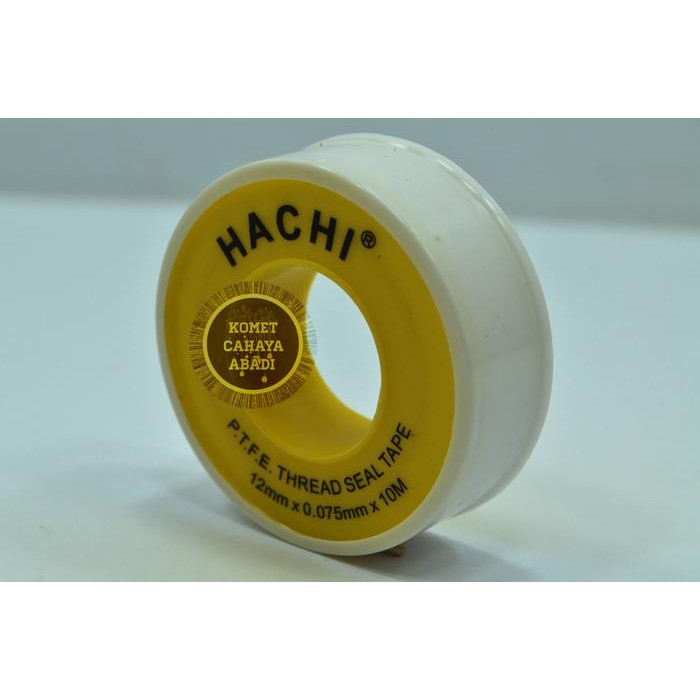 HACHI®
KOMET
CAHAYA
ABADI
P.T.F.E. THREAD SEAL TAPE
12mm x 0.075mm x 10M